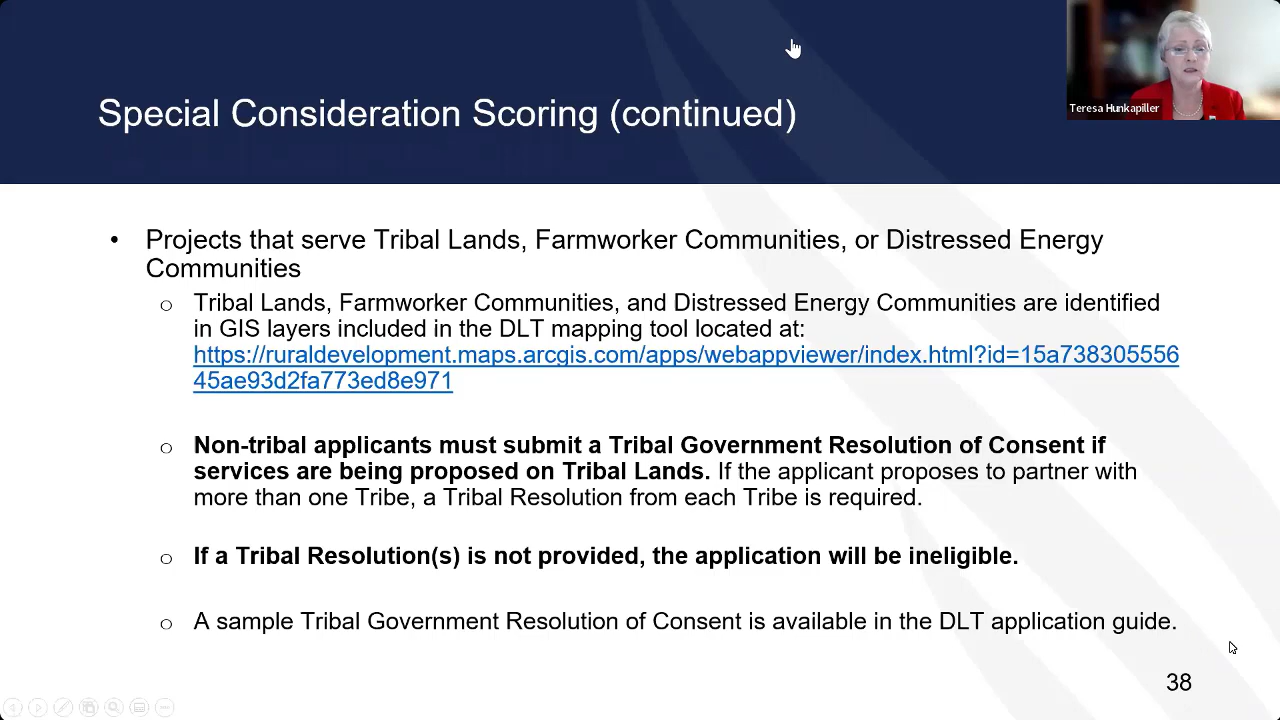 Special Consideration Scoring (continued)
Teresa Hunkapiller
• Projects that serve Tribal Lands, Farmworker Communities, or Distressed Energy
Communities
o Tribal Lands, Farmworker Communities, and Distressed Energy Communities are identified
in GIS layers included in the DLT mapping tool located at:
https://ruraldevelopment.maps.arcgis.com/apps/webappviewer/index.html?id=15a738305556
45ae93d2fa773ed8e971
o Non-tribal applicants must submit a Tribal Government Resolution of Consent if
services are being proposed on Tribal Lands. If the applicant proposes to partner with
more than one Tribe, a Tribal Resolution from each Tribe is required.
o If a Tribal Resolution(s) is not provided, the application will be ineligible.
o A sample Tribal Government Resolution of Consent is available in the DLT application guide.
38